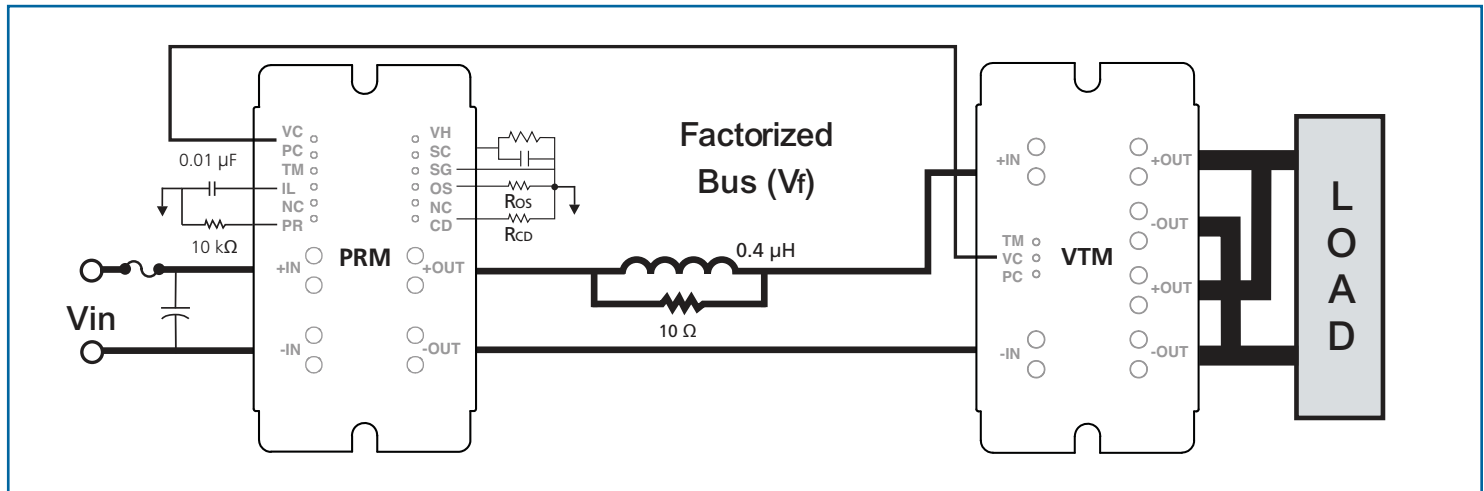 VC
PC
TM
IL
NC
PR
0.01 µF
10 kΩ
+IN
-IN
Vin
PRM
VH
SC
SG
OS
NC
CD
ROS
RCD
+OUT
-OUT
Factorized
Bus (Vf)
0.4 µH
10 Ω
+IN
TM
VC
PC
-IN
VTM
+OUT
-OUT
+OUT
-OUT
LOAD